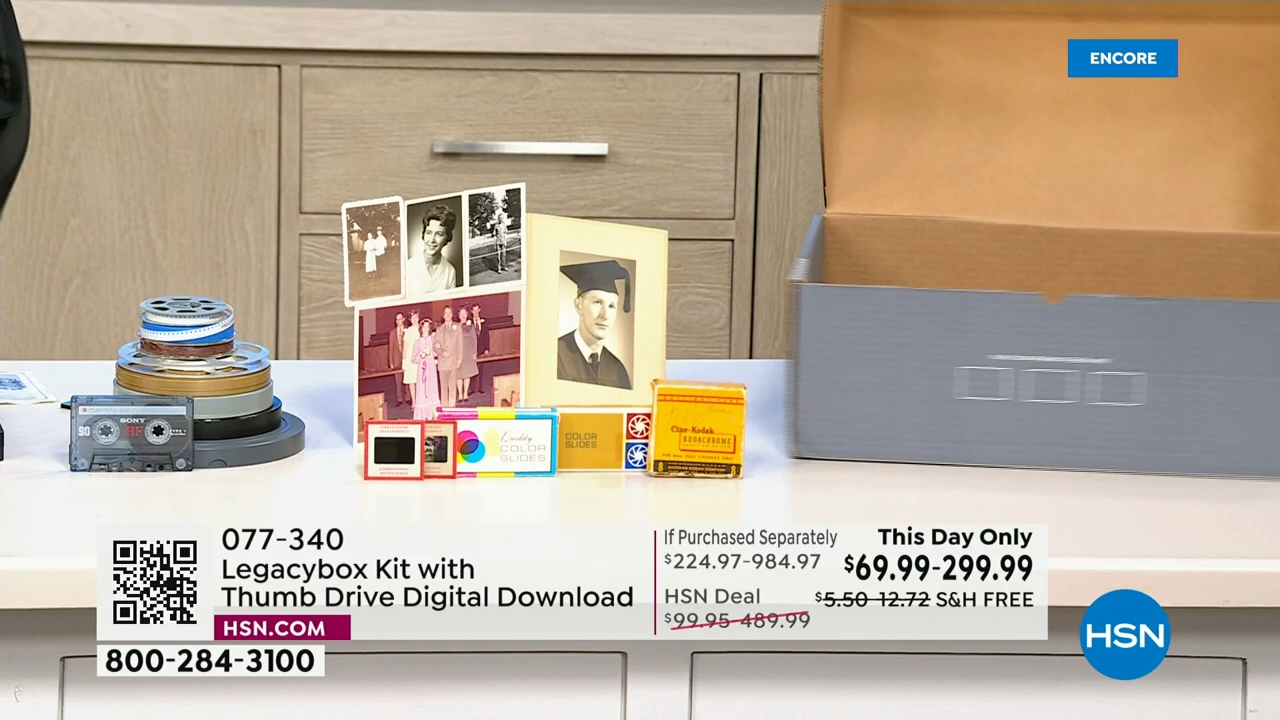 ENCORE
SONY
90
HF
Quality
COLOR
SLIDES
COLOR
SLIDES
Cine-Kodak
KODACHROME
077-340
Legacybox Kit with
Thumb Drive Digital Download
HSN.COM
800-284-3100
If Purchased Separately
$224.97-984.97
HSN Deal
$99.95-489.99
This Day Only
$69.99-299.99
$5.50-12.72 S&H FREE
HSN